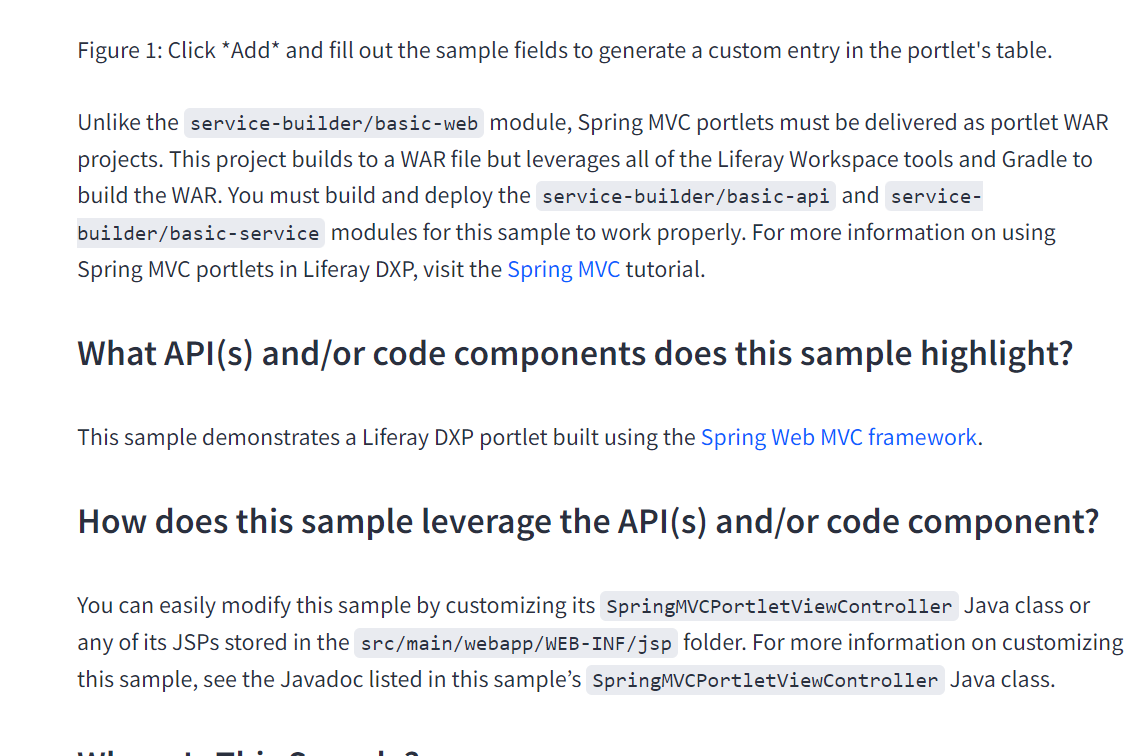 Figure 1: Click *Add* and fill out the sample fields to generate a custom entry in the portlet's table.
Unlike the service-builder/basic-web module, Spring MVC portlets must be delivered as portlet WAR
projects. This project builds to a WAR file but leverages all of the Liferay Workspace tools and Gradle to
build the WAR. You must build and deploy the service-builder/basic-api and service-
builder/basic-service modules for this sample to work properly. For more information on using
Spring MVC portlets in Liferay DXP, visit the Spring MVC tutorial.
What API(s) and/or code components does this sample highlight?
This sample demonstrates a Liferay DXP portlet built using the Spring Web MVC framework.
How does this sample leverage the API(s) and/or code component?
You can easily modify this sample by customizing its SpringMVCPortletViewController Java class or
any of its JSPs stored in the src/main/webapp/WEB-INF/jsp folder. For more information on customizing
this sample, see the Javadoc listed in this sample’s SpringMVCPortletViewController Java class.
Where Is This Sample?